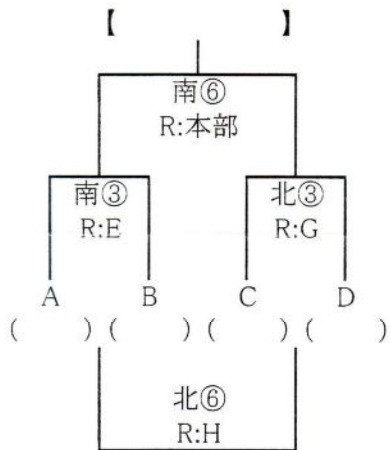 【　　　　】
南⑥
R:本部
南③ 北③
R:E R:G
A B C D
(　　) (　　) (　　) (　　)
北⑥
R:H